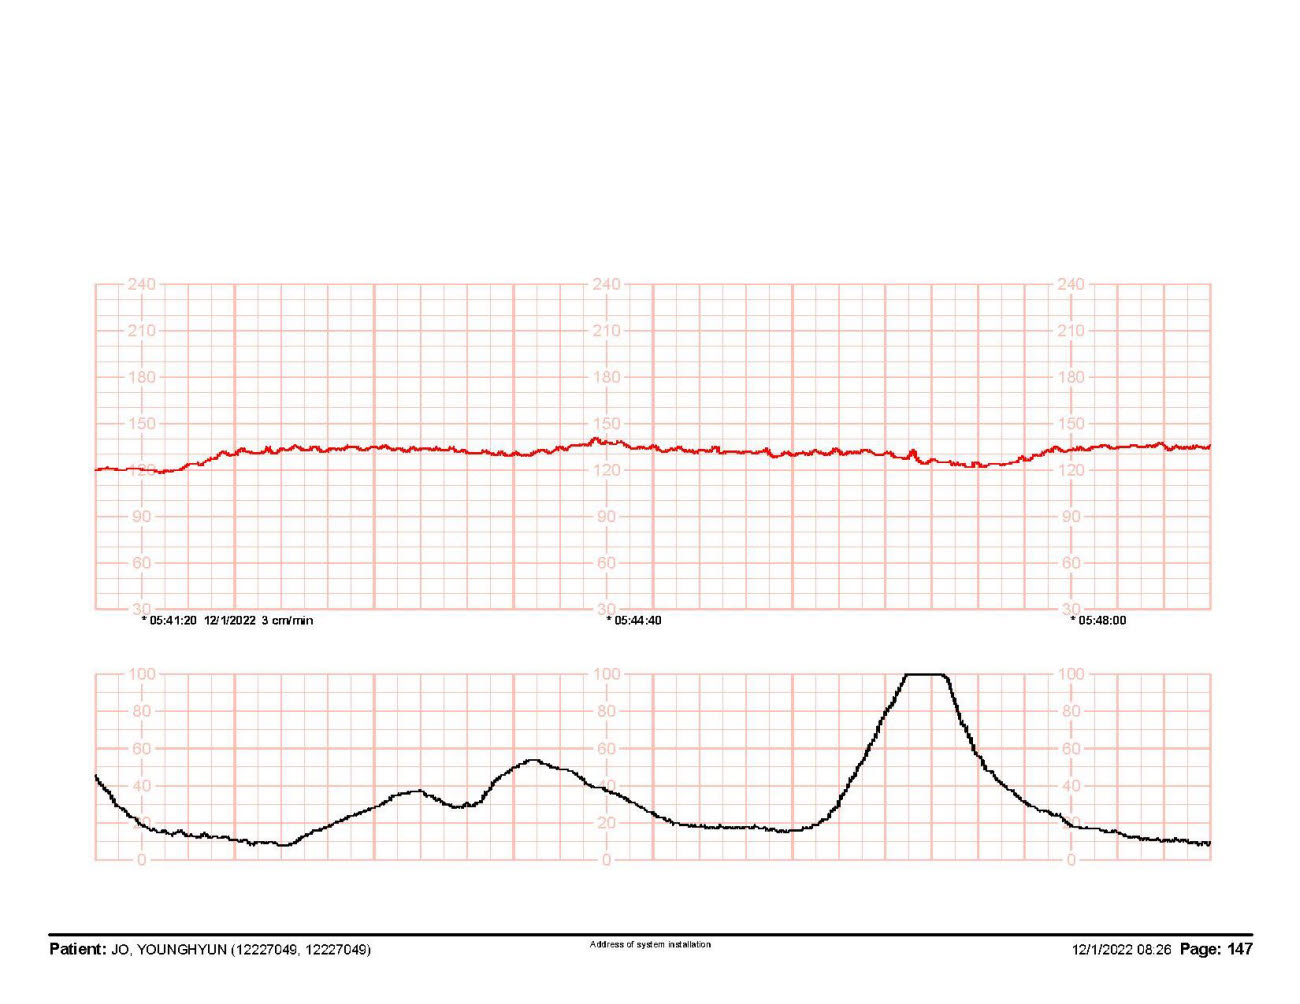 240 240 240
210 210 210
180 180 180
150 150 150
120 120 120
90 90 90
60 60 60
30 30 30
* 05:41:20 12/1/2022 3 cm/min * 05:44:40 * 05:48:00
100 100 100
80 80 80
60 60 60
40 40 40
20 20 20
0 0 0
Patient: JO, YOUNGHYUN (12227049, 12227049) Address of system installation 12/1/2022 08:26 Page: 147